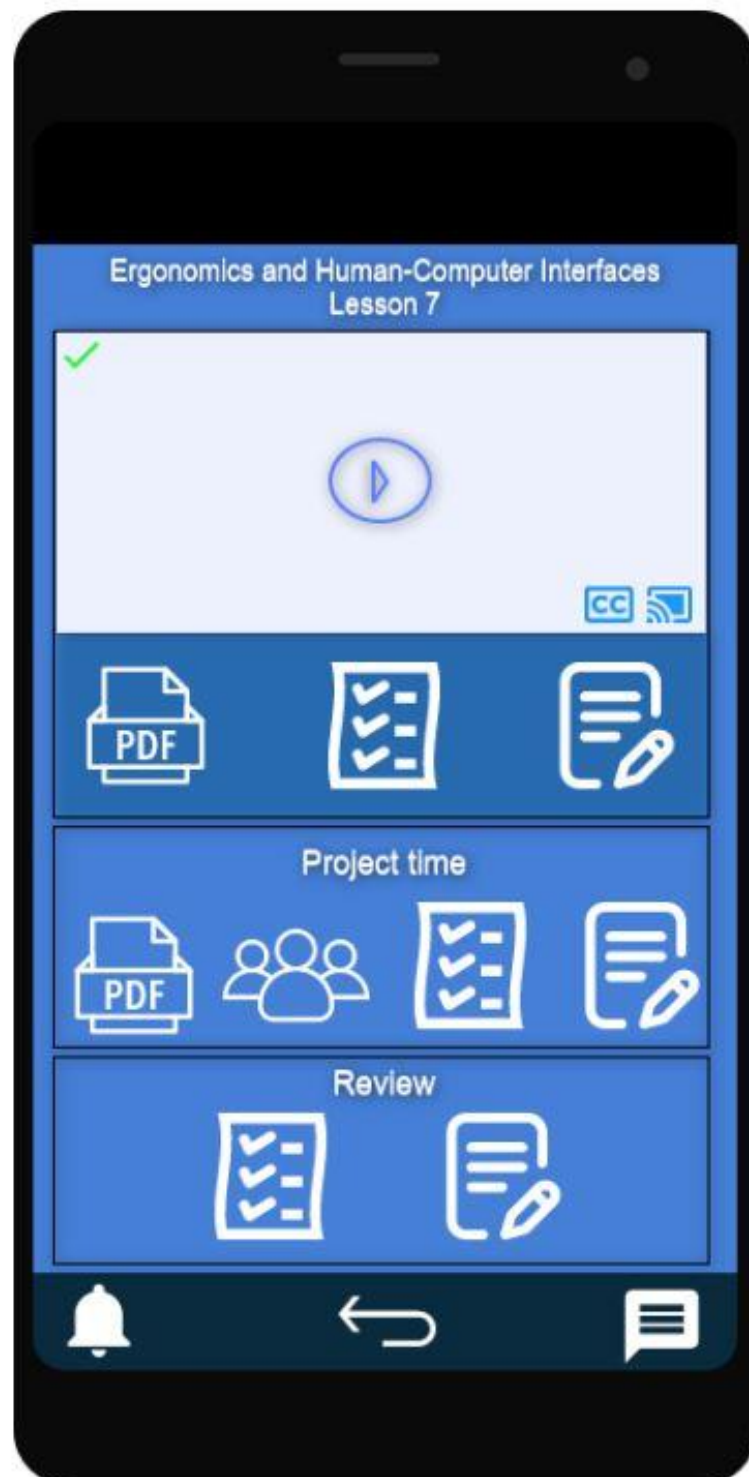 Ergonomics and Human-Computer Interfaces
Lesson 7
CC
PDF
Project time
PDF
Review